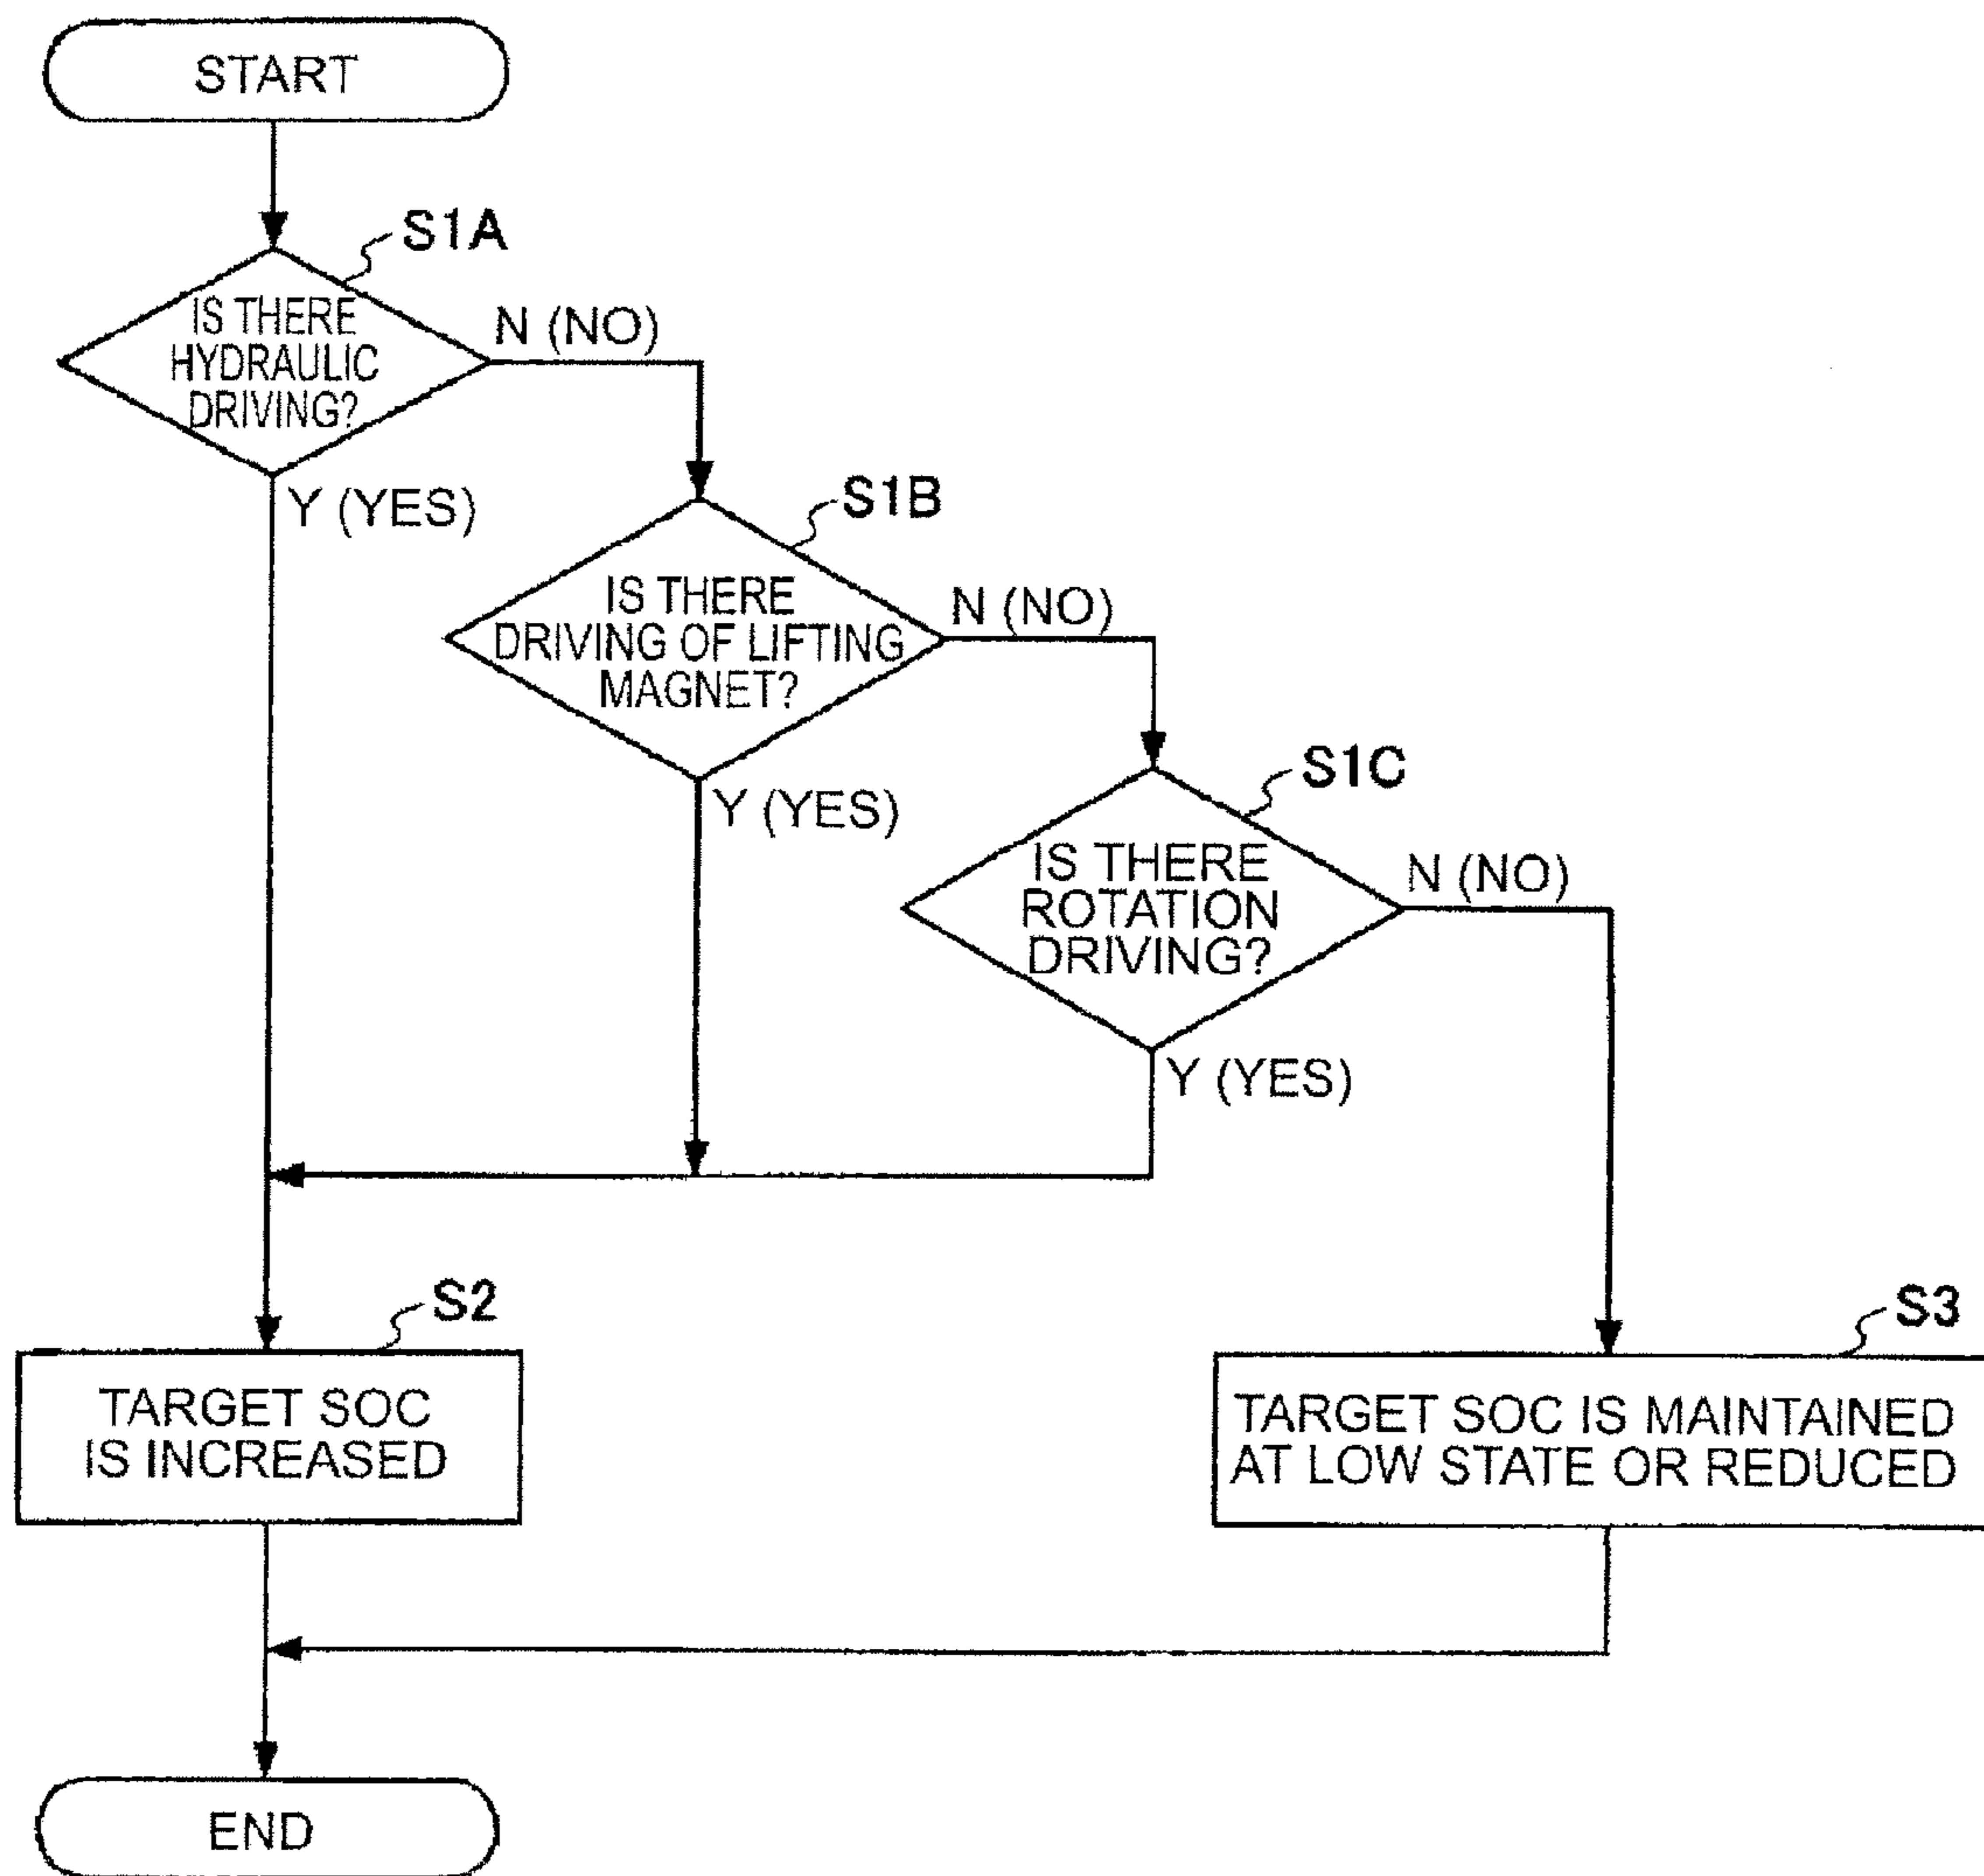 START
S1A
IS THERE
HYDRAULIC
DRIVING?
N (NO)
Y (YES)
S1B
IS THERE
DRIVING OF LIFTING
MAGNET?
N (NO)
Y (YES)
S1C
IS THERE
ROTATION
DRIVING?
N (NO)
Y (YES)
S2
TARGET SOC
IS INCREASED
S3
TARGET SOC IS MAINTAINED
AT LOW STATE OR REDUCED
END